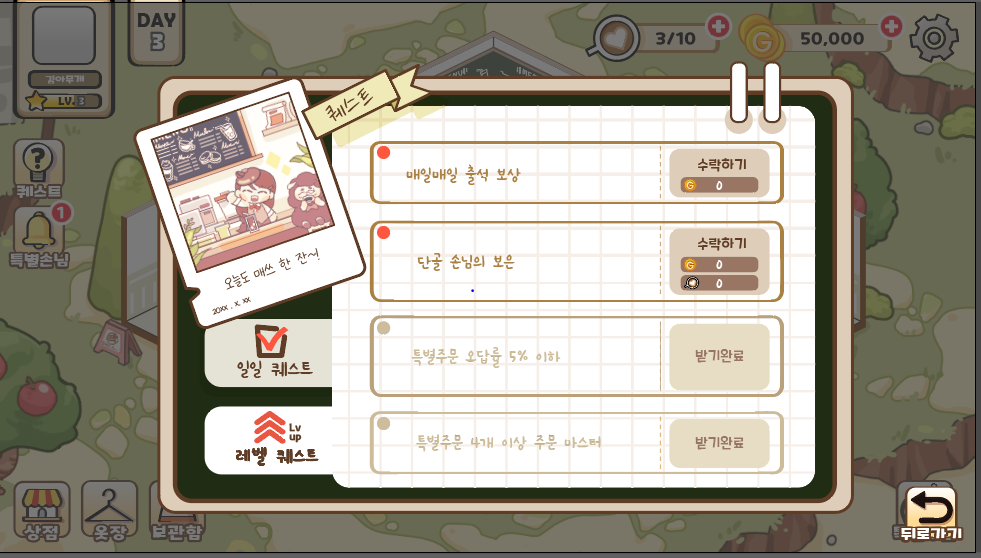 DAY
3
3/10
50,000
LV.3
퀘스트
퀘스트
1
특별손님
오늘도 매쓰 한 잔~!
20XX . X. XX
매일매일 출석 보상
수락하기
0
단골 손님의 보은
수락하기
0
0
특별주문 오답률 5% 이하
받기완료
특별주문 4개 이상 주문 마스터
받기완료
일일 퀘스트
Lv
up
레벨 퀘스트
상점
옷장
보관함
뒤로가기